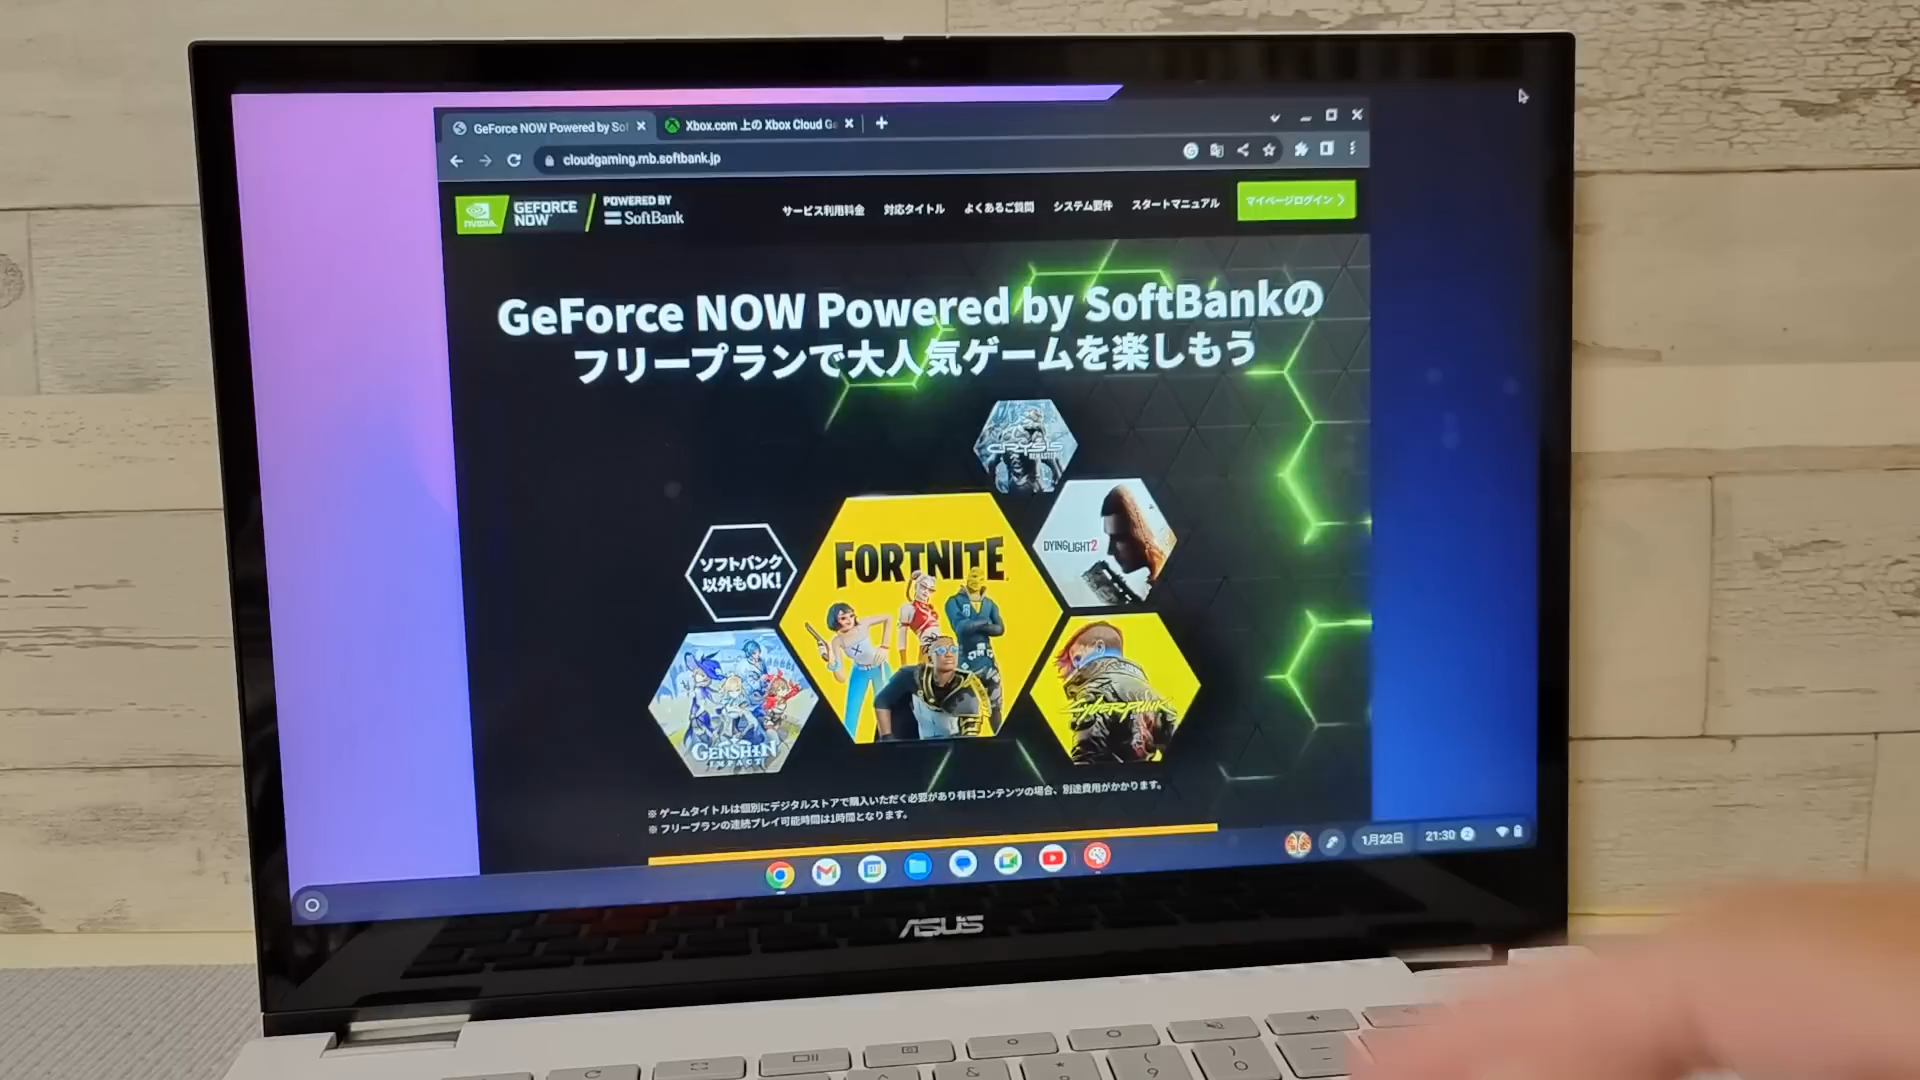 GeForce NOW Powered by Sof
Xbox.com 上の Xbox Cloud Ga
cloudgaming.mb.softbank.jp
NVIDIA
GEFORCE
NOW
POWERED BY
SoftBank
サービス利用料金
対応タイトル
よくあるご質問
システム要件
スタートマニュアル
マイページログイン
GeForce NOW Powered by SoftBankの
フリープランで大人気ゲームを楽しもう
CRYSIS
REMASTERED
ソフトバンク
以外もOK!
FORTNITE
DYINGLIGHT2
GENSHIN
IMPACT
CYBERPUNK
※ ゲームタイトルは個別にデジタルストアで購入いただく必要があり有料コンテンツの場合、別途費用がかかります。
※ フリープランの連続プレイ可能時間は1時間となります。
1月22日
21:30
2
ASUS